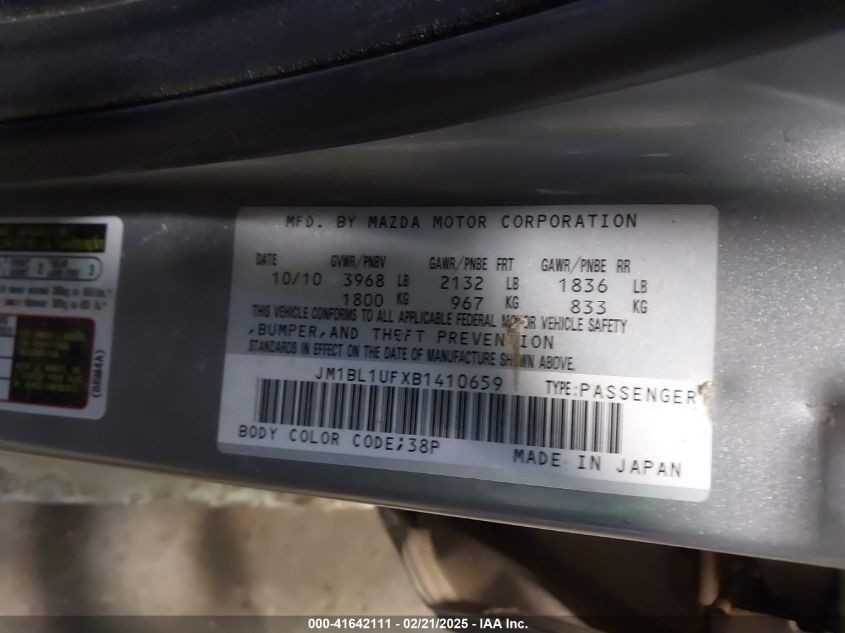 MFD. BY MAZDA MOTOR CORPORATION
DATE GVWR/PNBV GAWR/PNBE FRT GAWR/PNBE RR
10/10 3968 LB 2132 LB 1836 LB
1800 KG 967 KG 833 KG
THIS VEHICLE CONFORMS TO ALL APPLICABLE FEDERAL MOTOR VEHICLE SAFETY
,BUMPER,AND THEFT PREVENTION
STANDARDS IN EFFECT ON THE DATE OF MANUFACTURE SHOWN ABOVE.
JM1BL1UFXB1410659 TYPE:PASSENGER
BODY COLOR CODE;38P
MADE IN JAPAN
2 3
(BBM4A)
000-41642111 - 02/21/2025 - IAA, Inc.